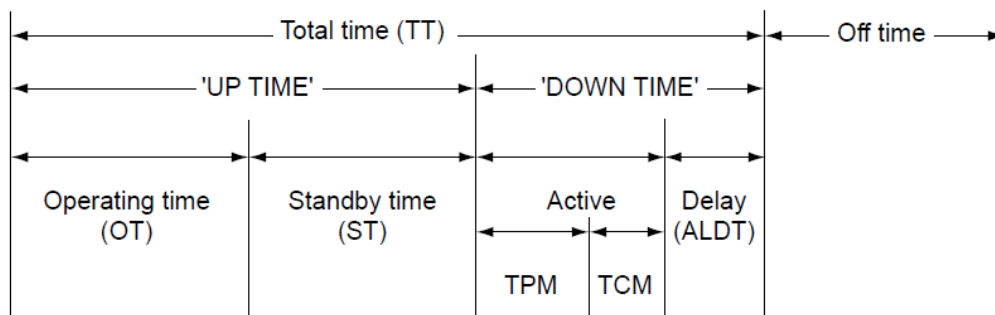 Total time (TT)
Off time
'UP TIME'
'DOWN TIME'
Operating time
(OT)
Standby time
(ST)
Active
Delay
(ALDT)
TPM
TCM